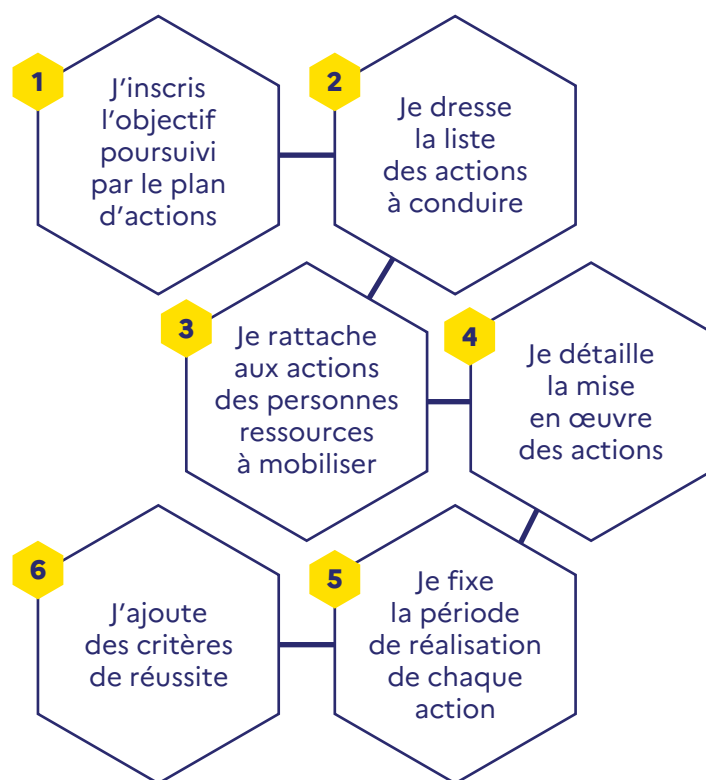 1
J’inscris
l’objectif
poursuivi
par le plan
d’actions
2
Je dresse
la liste
des actions
à conduire
3
Je rattache
aux actions
des personnes
ressources
à mobiliser
4
Je détaille
la mise
en œuvre
des actions
5
Je fixe
la période
de réalisation
de chaque
action
6
J’ajoute
des critères
de réussite